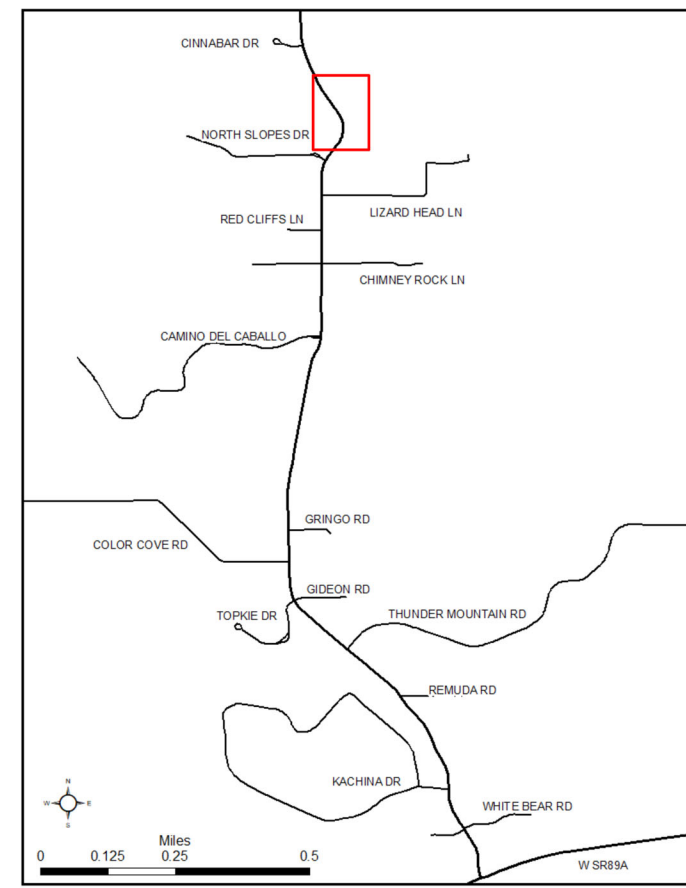 CINNABAR DR
NORTH SLOPES DR
LIZARD HEAD LN
RED CLIFFS LN
CHIMNEY ROCK LN
CAMINO DEL CABALLO
GRINGO RD
COLOR COVE RD
GIDEON RD
TOPKIE DR
THUNDER MOUNTAIN RD
REMUDA RD
KACHINA DR
WHITE BEAR RD
W SR89A
N
W E
S
Miles
0 0.125 0.25 0.5